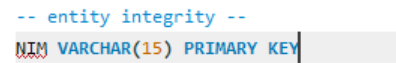 -- entity integrity --
NIM VARCHAR(15) PRIMARY KEY